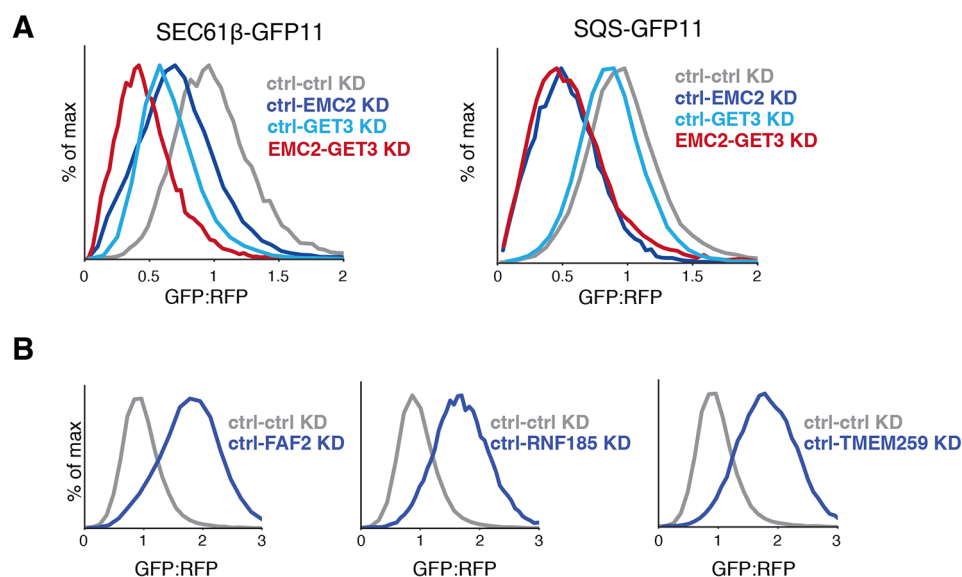 A
SEC61β-GFP11
SQS-GFP11
% of max
ctrl-ctrl KD
ctrl-EMC2 KD
ctrl-GET3 KD
EMC2-GET3 KD
0 0.5 1 1.5 2
GFP:RFP
% of max
ctrl-ctrl KD
ctrl-EMC2 KD
ctrl-GET3 KD
EMC2-GET3 KD
0 0.5 1 1.5 2
GFP:RFP
B
% of max
ctrl-ctrl KD
ctrl-FAF2 KD
0 1 2 3
GFP:RFP
ctrl-ctrl KD
ctrl-RNF185 KD
0 1 2 3
GFP:RFP
ctrl-ctrl KD
ctrl-TMEM259 KD
0 1 2 3
GFP:RFP